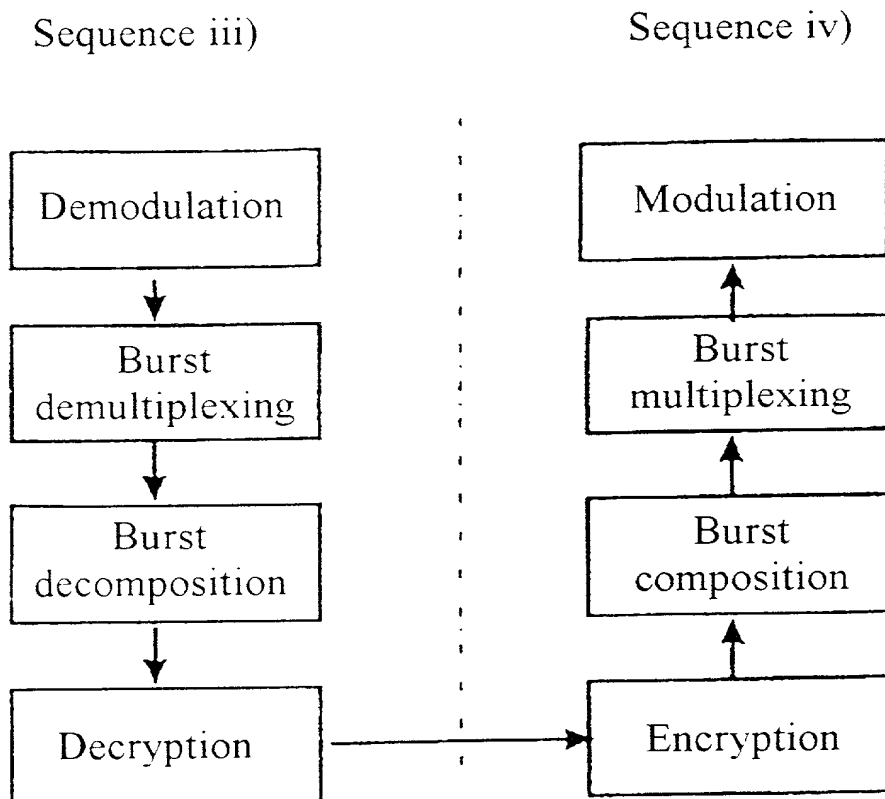 Sequence iii)
Sequence iv)
Demodulation
Burst
demultiplexing
Burst
decomposition
Decryption
Modulation
Burst
multiplexing
Burst
composition
Encryption